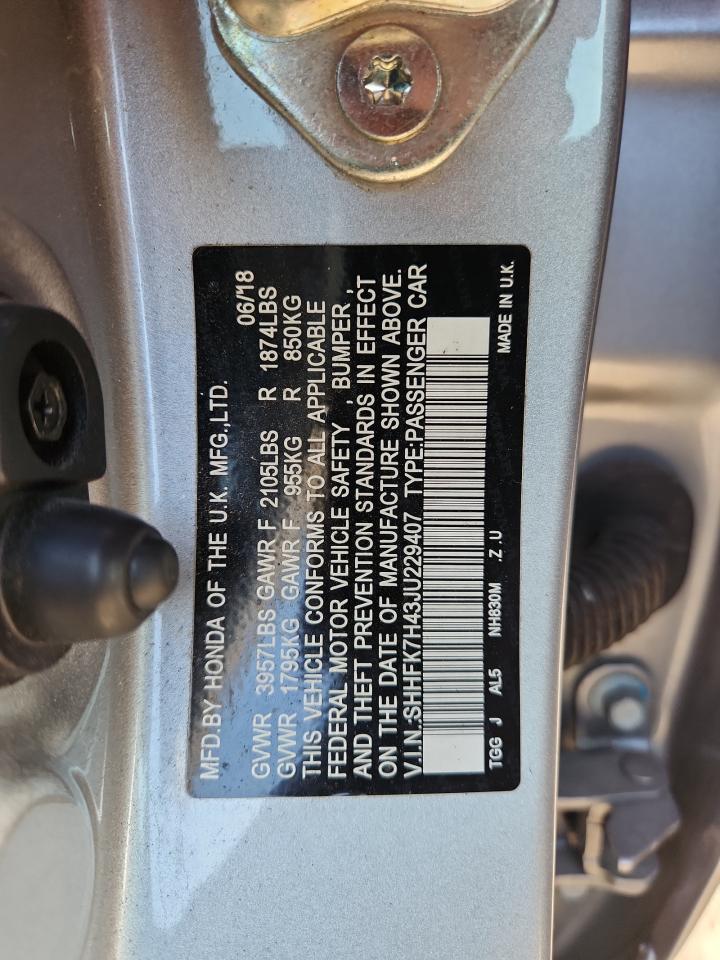 MFD.BY HONDA OF THE U.K. MFG.,LTD. 06/18
GVWR 3957LBS GAWR F 2105LBS R 1874LBS
GVWR 1795KG GAWR F 955KG R 850KG
THIS VEHICLE CONFORMS TO ALL APPLICABLE
FEDERAL MOTOR VEHICLE SAFETY , BUMPER ,
AND THEFT PREVENTION STANDARDS IN EFFECT
ON THE DATE OF MANUFACTURE SHOWN ABOVE.
V.I.N.:SHHFK7H43JU229407 TYPE:PASSENGER CAR
TGG J AL5 NH830M .Z .U MADE IN U.K.